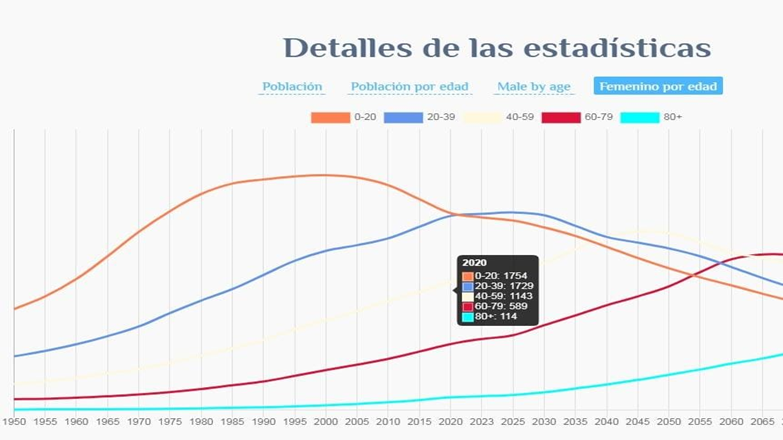 Detalles de las estadísticas
Población Población por edad Male by age Femenino por edad
0-20 20-39 40-59 60-79 80+
2020
0-20: 1754
20-39: 1729
40-59: 1143
60-79: 589
80+: 114
1950 1955 1960 1965 1970 1975 1980 1985 1990 1995 2000 2005 2010 2015 2020 2023 2025 2030 2035 2040 2045 2050 2055 2060 2065